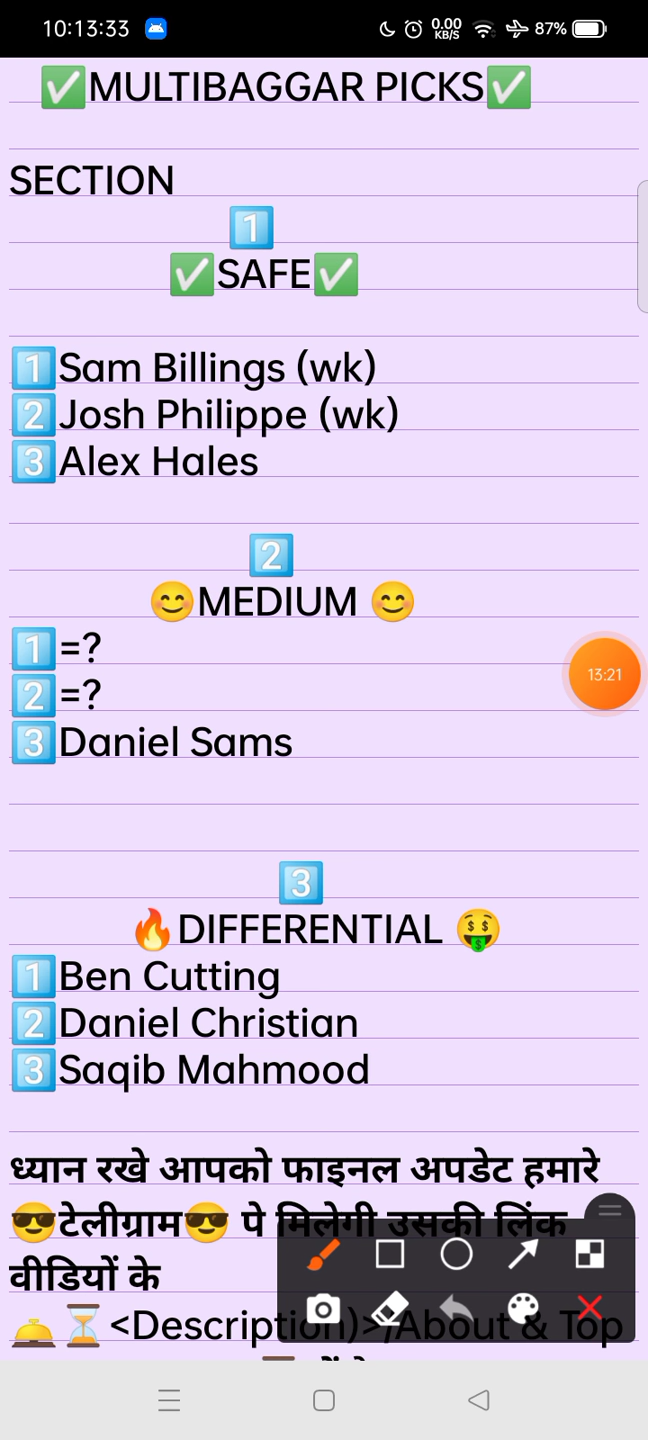 10:13:33 0.00 KB/S 87%
✅MULTIBAGGAR PICKS✅
SECTION
1️⃣
✅SAFE✅
1️⃣Sam Billings (wk)
2️⃣Josh Philippe (wk)
3️⃣Alex Hales
2️⃣
😊MEDIUM 😊
1️⃣=?
2️⃣=?
13:21
3️⃣Daniel Sams
3️⃣
🔥DIFFERENTIAL 🤑
1️⃣Ben Cutting
2️⃣Daniel Christian
3️⃣Saqib Mahmood
ध्यान रखे आपको फाइनल अपडेट हमारे
😎टेलीग्राम😎 पे मिलेगी उसकी लिंक
वीडियों के
🛎️⏳<Description)>/About & Top